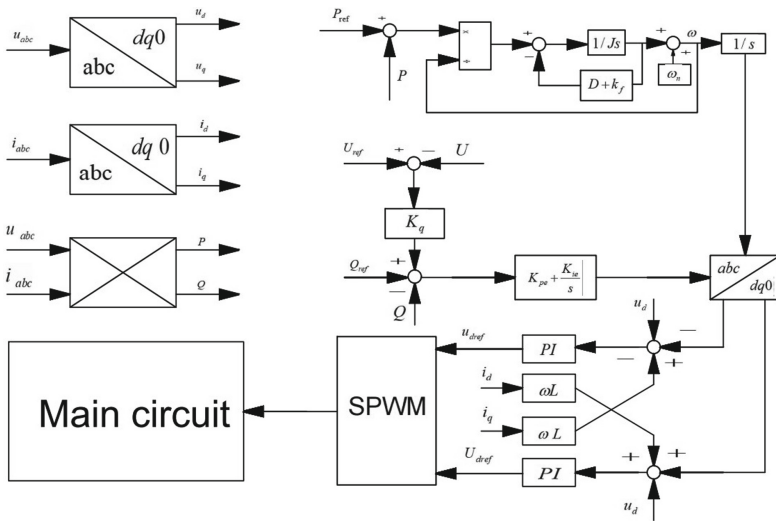 u_abc
dq0
abc
u_d
u_q
i_abc
dq 0
abc
i_d
i_q
u_abc
i_abc
P
Q
P_ref
+
P
×
÷
+
−
1/Js
D+k_f
+
+
ω_n
ω
1/s
U_ref
+
−
U
K_q
Q_ref
+
−
Q
K_pe + K_ie/s
abc
dq0
u_d
−
−
+
u_dref
PI
i_d
ωL
i_q
ωL
SPWM
Main circuit
U_dref
PI
+
+
+
u_d